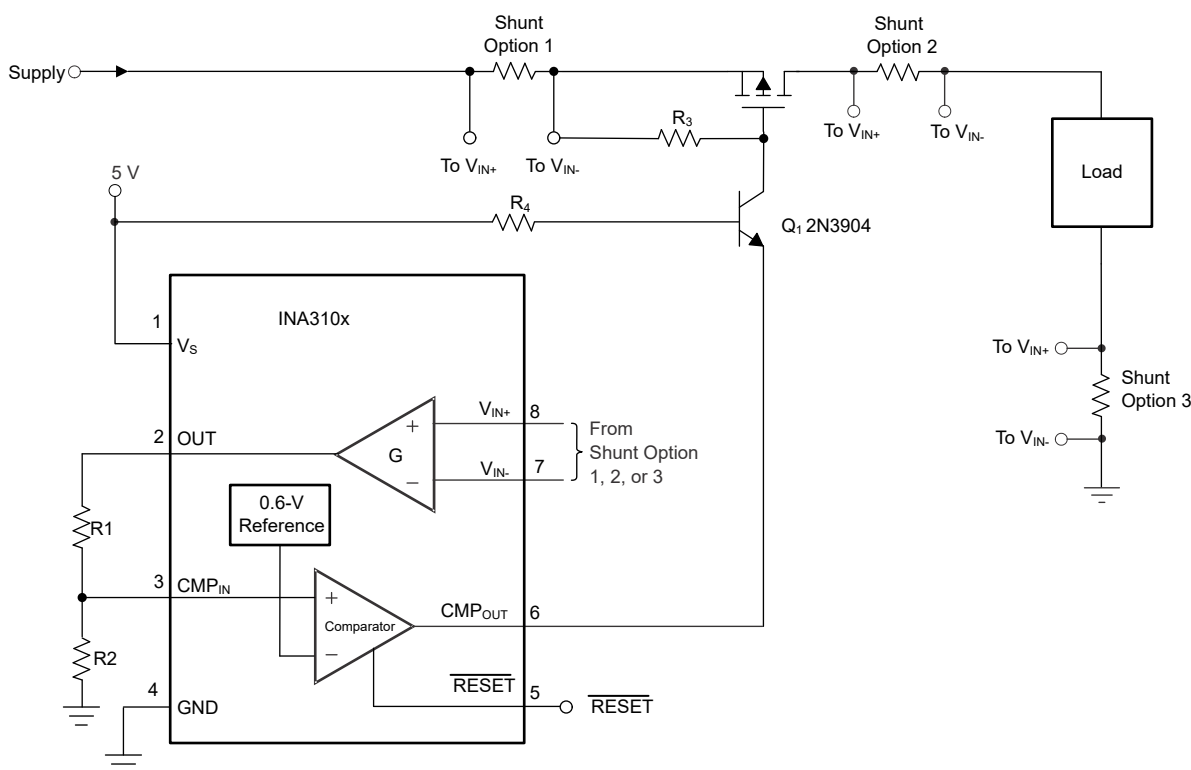 Shunt
Option 1
Shunt
Option 2
Supply
R3
To VIN+
To VIN-
To VIN+
To VIN-
Load
5 V
R4
Q1 2N3904
INA310x
1
VS
2
OUT
VIN+
8
G
+
−
VIN-
7
From
Shunt Option
1, 2, or 3
To VIN+
Shunt
Option 3
To VIN-
0.6-V
Reference
R1
3
CMPIN
+
Comparator
−
CMPOUT
6
R2
4
GND
RESET
5
RESET